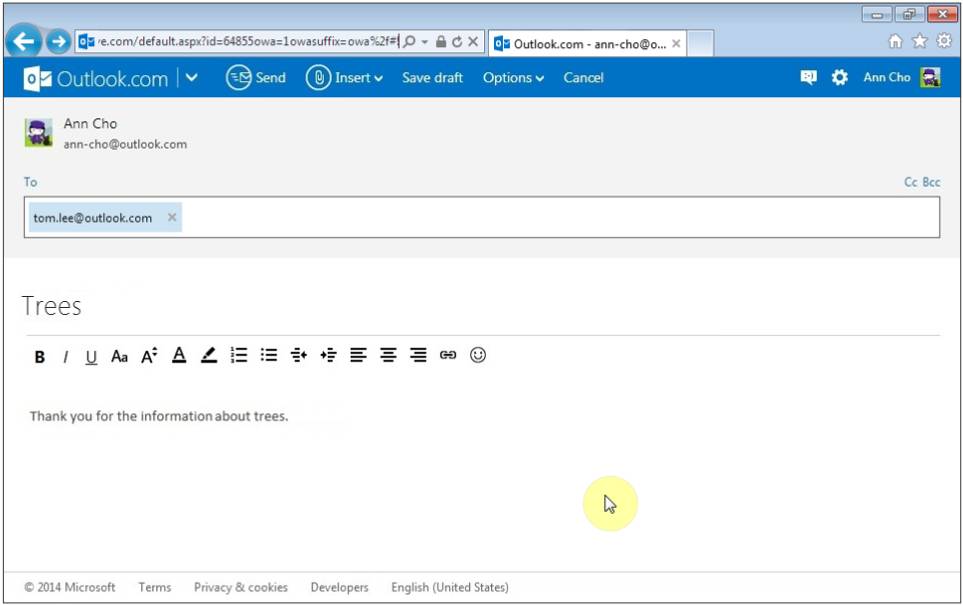 ve.com/default.aspx?id=64855owa=1owasuffix=owa%2f#!
Outlook.com - ann-cho@o...
Outlook.com
Send
Insert
Save draft
Options
Cancel
Ann Cho
Ann Cho
ann-cho@outlook.com
To
Cc Bcc
tom.lee@outlook.com
Trees
B I U Aa A A
Thank you for the information about trees.
© 2014 Microsoft Terms Privacy & cookies Developers English (United States)